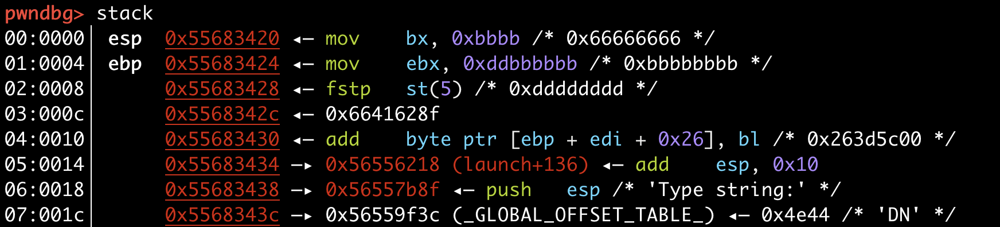 pwndbg> stack
00:0000│ esp 0x55683420 ◂— mov    bx, 0xbbbb /* 0x66666666 */
01:0004│ ebp 0x55683424 ◂— mov    ebx, 0xddbbbbbb /* 0xbbbbbbbb */
02:0008│     0x55683428 ◂— fstp   st(5) /* 0xdddddddd */
03:000c│     0x5568342c ◂— 0x6641628f
04:0010│     0x55683430 ◂— add    byte ptr [ebp + edi + 0x26], bl /* 0x263d5c00 */
05:0014│     0x55683434 —▸ 0x56556218 (launch+136) ◂— add    esp, 0x10
06:0018│     0x55683438 —▸ 0x56557b8f ◂— push   esp /* 'Type string:' */
07:001c│     0x5568343c —▸ 0x56559f3c (_GLOBAL_OFFSET_TABLE_) ◂— 0x4e44 /* 'DN' */